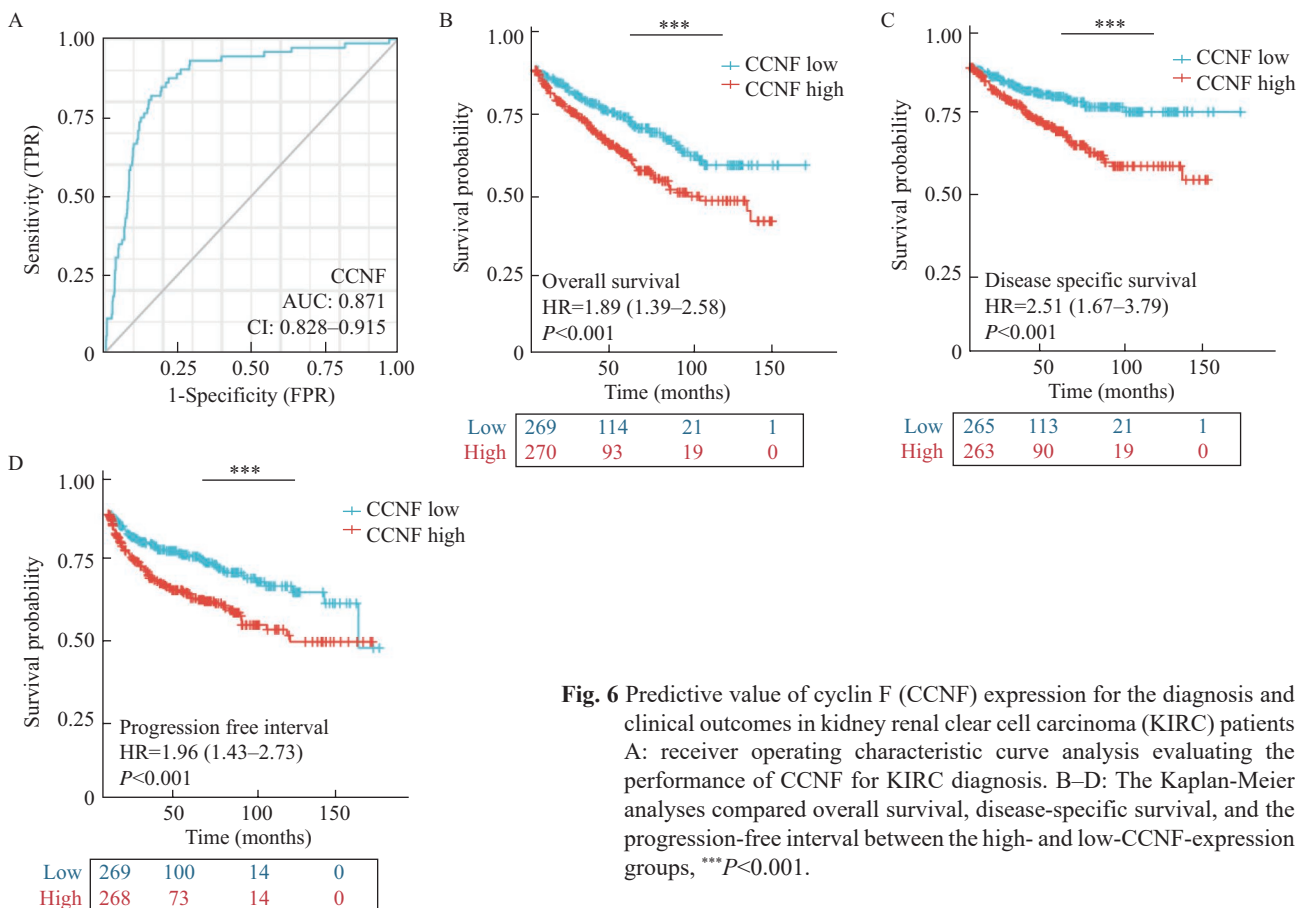 A
1.00
0.75
0.50
0.25
0
Sensitivity (TPR)
CCNF
AUC: 0.871
CI: 0.828–0.915
0.25 0.50 0.75 1.00
1-Specificity (FPR)
B
***
1.00
0.75
0.50
0.25
0
Survival probability
CCNF low
CCNF high
Overall survival
HR=1.89 (1.39–2.58)
P<0.001
50 100 150
Time (months)
Low 269 114 21 1
High 270 93 19 0
C
***
1.00
0.75
0.50
0.25
0
Survival probability
CCNF low
CCNF high
Disease specific survival
HR=2.51 (1.67–3.79)
P<0.001
50 100 150
Time (months)
Low 265 113 21 1
High 263 90 19 0
D
***
1.00
0.75
0.50
0.25
0
Survival probability
CCNF low
CCNF high
Progression free interval
HR=1.96 (1.43–2.73)
P<0.001
50 100 150
Time (months)
Low 269 100 14 0
High 268 73 14 0
Fig. 6 Predictive value of cyclin F (CCNF) expression for the diagnosis and
clinical outcomes in kidney renal clear cell carcinoma (KIRC) patients
A: receiver operating characteristic curve analysis evaluating the
performance of CCNF for KIRC diagnosis. B–D: The Kaplan-Meier
analyses compared overall survival, disease-specific survival, and the
progression-free interval between the high- and low-CCNF-expression
groups, ***P<0.001.